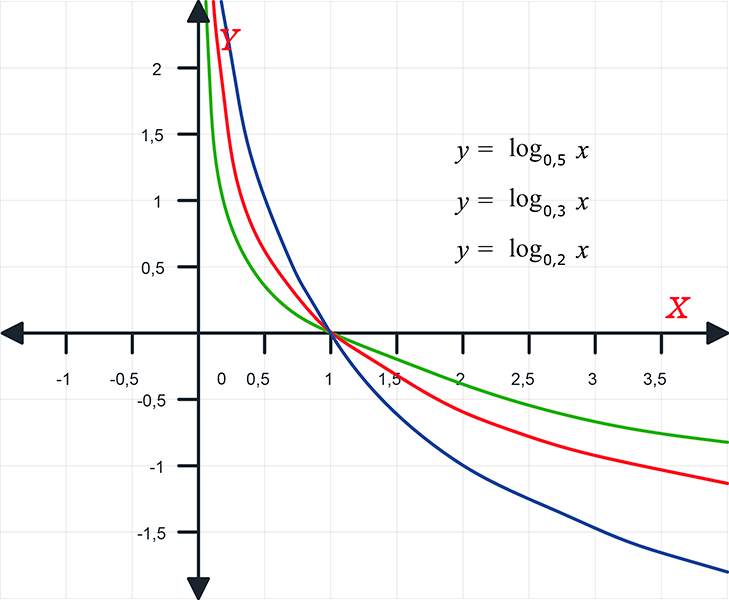 Y
2
1,5
y = log0,5 x
1
y = log0,3 x
y = log0,2 x
0,5
X
-1 -0,5 0 0,5 1 1,5 2 2,5 3 3,5
-0,5
-1
-1,5